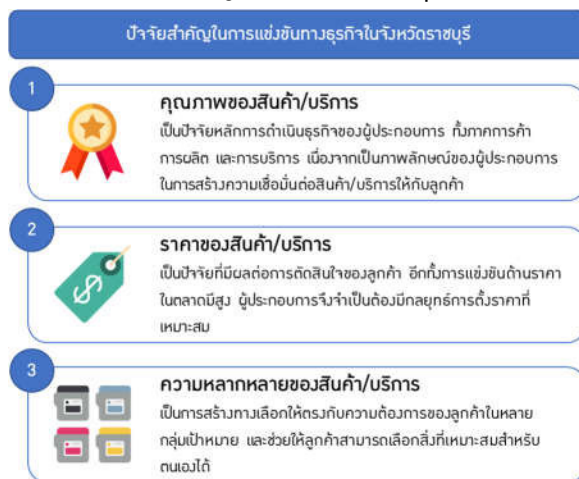 ปัจจัยสำคัญในการแข่งขันทางธุรกิจในจังหวัดราชบุรี
1
คุณภาพของสินค้า/บริการ
เป็นปัจจัยหลักการดำเนินธุรกิจของผู้ประกอบการ ทั้งภาคการค้า
การผลิต และการบริการ เนื่องจากเป็นภาพลักษณ์ของผู้ประกอบการ
ในการสร้างความเชื่อมั่นต่อสินค้า/บริการให้กับลูกค้า
2
ราคาของสินค้า/บริการ
เป็นปัจจัยที่มีผลต่อการตัดสินใจของลูกค้า อีกทั้งการแข่งขันด้านราคา
ในตลาดมีสูง ผู้ประกอบการจึงจำเป็นต้องมีกลยุทธ์การตั้งราคาที่
เหมาะสม
3
ความหลากหลายของสินค้า/บริการ
เป็นการสร้างทางเลือกให้ตรงกับความต้องการของลูกค้าในหลาย
กลุ่มเป้าหมาย และช่วยให้ลูกค้าสามารถเลือกสิ่งที่เหมาะสมสำหรับ
ตนเองได้